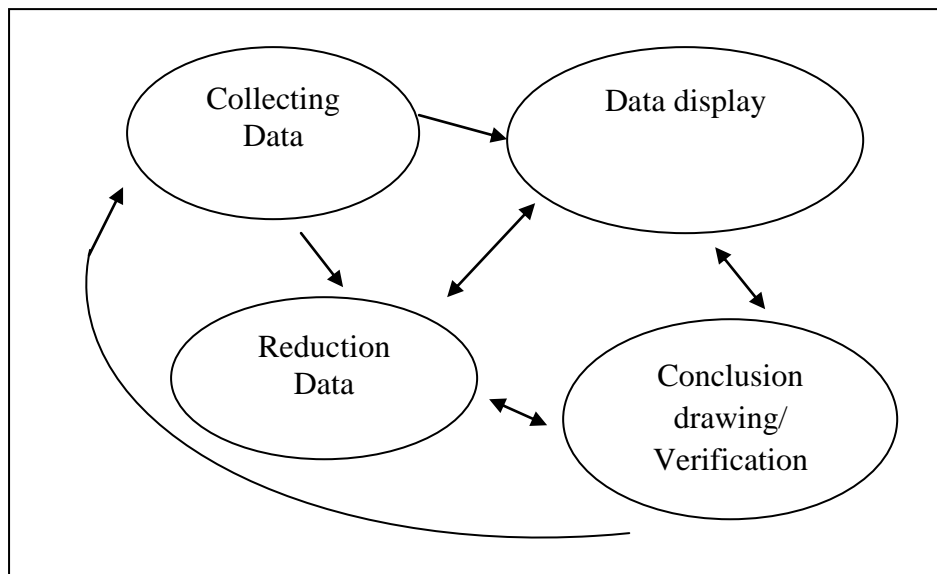 Collecting
Data
Data display
Reduction
Data
Conclusion
drawing/
Verification